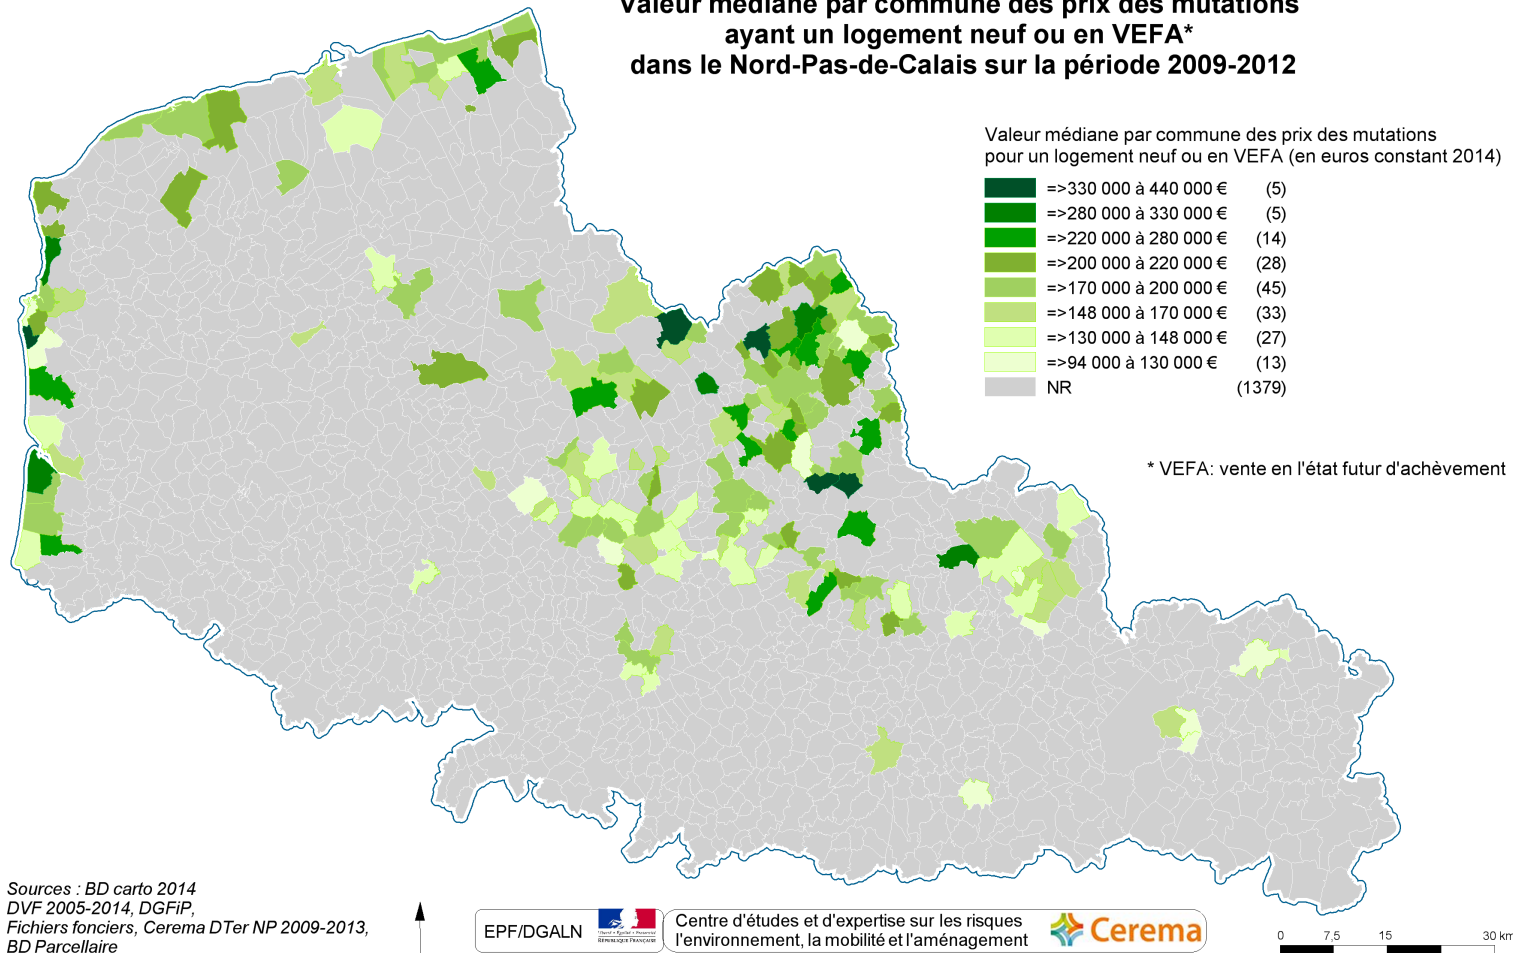 Valeur médiane par commune des prix des mutations
ayant un logement neuf ou en VEFA*
dans le Nord-Pas-de-Calais sur la période 2009-2012
Valeur médiane par commune des prix des mutations
pour un logement neuf ou en VEFA (en euros constant 2014)
=>330 000 à 440 000 € (5)
=>280 000 à 330 000 € (5)
=>220 000 à 280 000 € (14)
=>200 000 à 220 000 € (28)
=>170 000 à 200 000 € (45)
=>148 000 à 170 000 € (33)
=>130 000 à 148 000 € (27)
=>94 000 à 130 000 € (13)
NR (1379)
* VEFA: vente en l'état futur d'achèvement
Sources : BD carto 2014
DVF 2005-2014, DGFiP,
Fichiers fonciers, Cerema DTer NP 2009-2013,
BD Parcellaire
EPF/DGALN
Liberté • Égalité • Fraternité
RÉPUBLIQUE FRANÇAISE
Centre d'études et d'expertise sur les risques
l'environnement, la mobilité et l'aménagement
Cerema
0 7,5 15 30 km